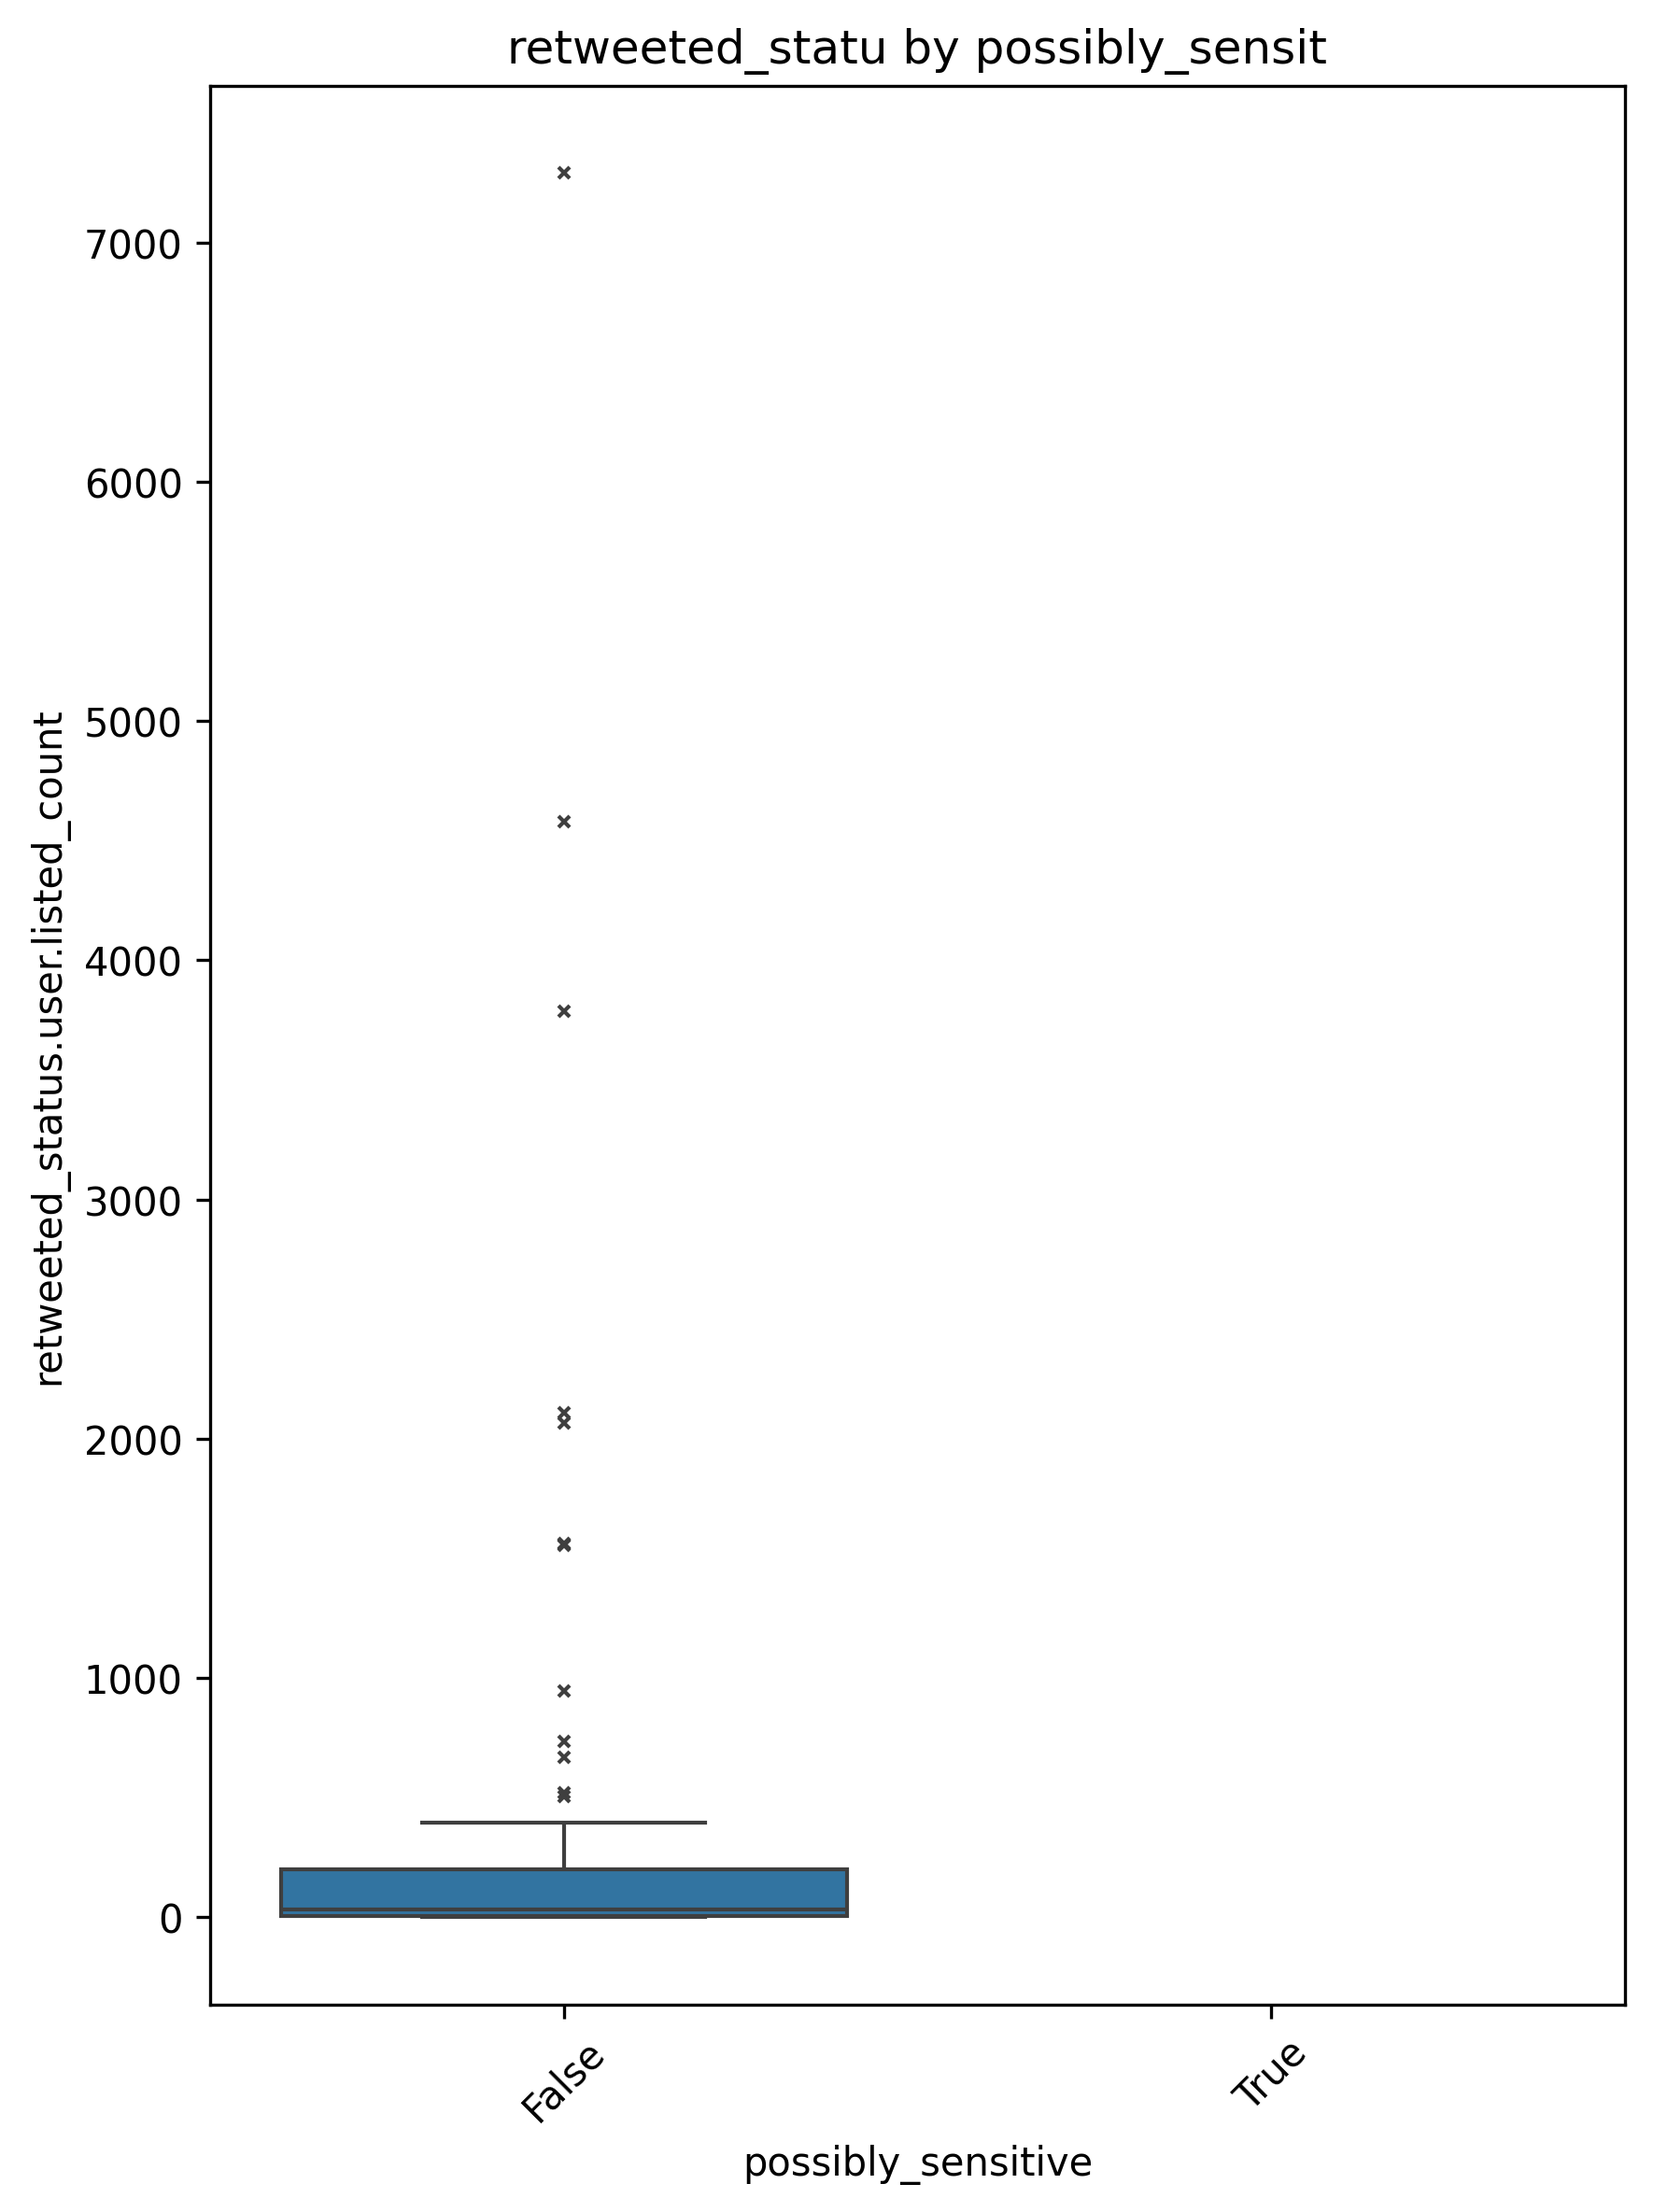 retweeted_statu by possibly_sensit
retweeted_status.user.listed_count
7000
6000
5000
4000
3000
2000
1000
0
False
True
possibly_sensitive